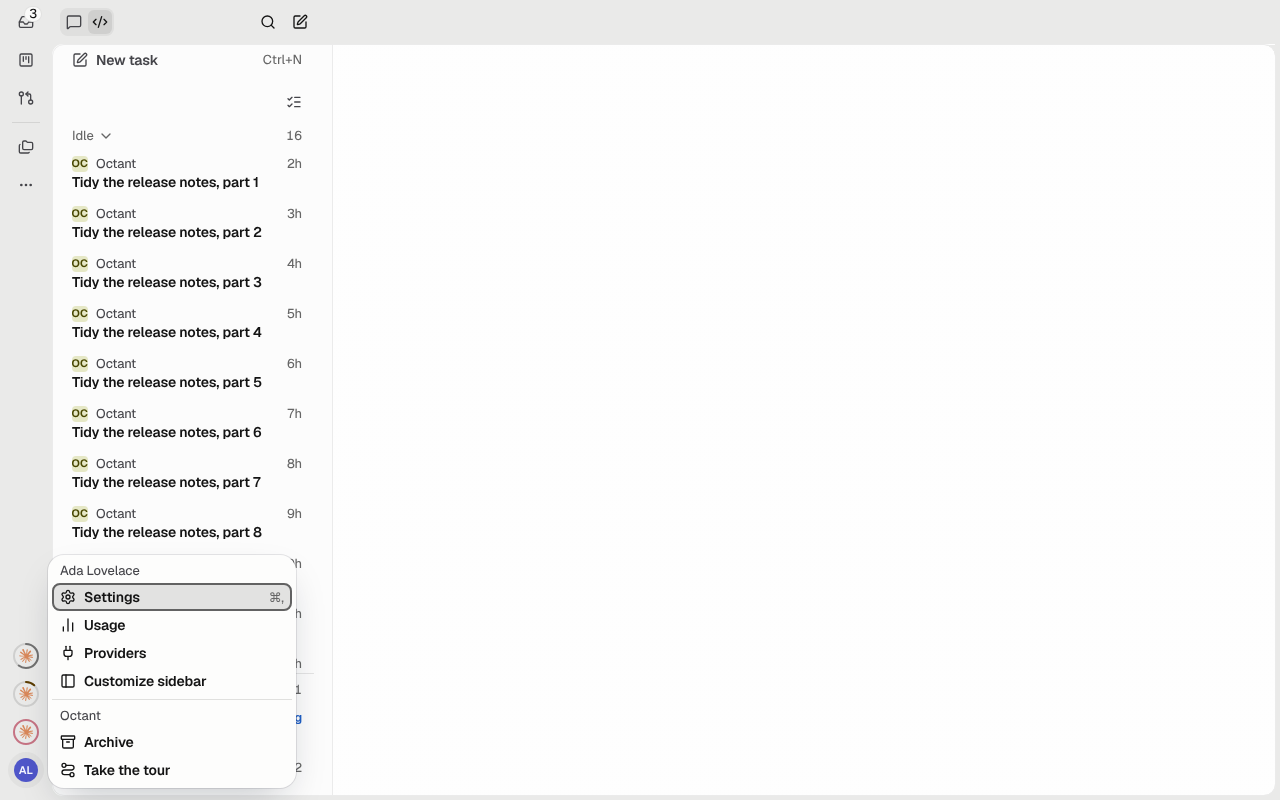 3
New task Ctrl+N
Idle 16
OC Octant 2h
Tidy the release notes, part 1
OC Octant 3h
Tidy the release notes, part 2
OC Octant 4h
Tidy the release notes, part 3
OC Octant 5h
Tidy the release notes, part 4
OC Octant 6h
Tidy the release notes, part 5
OC Octant 7h
Tidy the release notes, part 6
OC Octant 8h
Tidy the release notes, part 7
OC Octant 9h
Tidy the release notes, part 8
h
Ada Lovelace
Settings ⌘,
h
Usage
Providers
h
Customize sidebar
1
Octant
g
Archive
2
Take the tour
AL